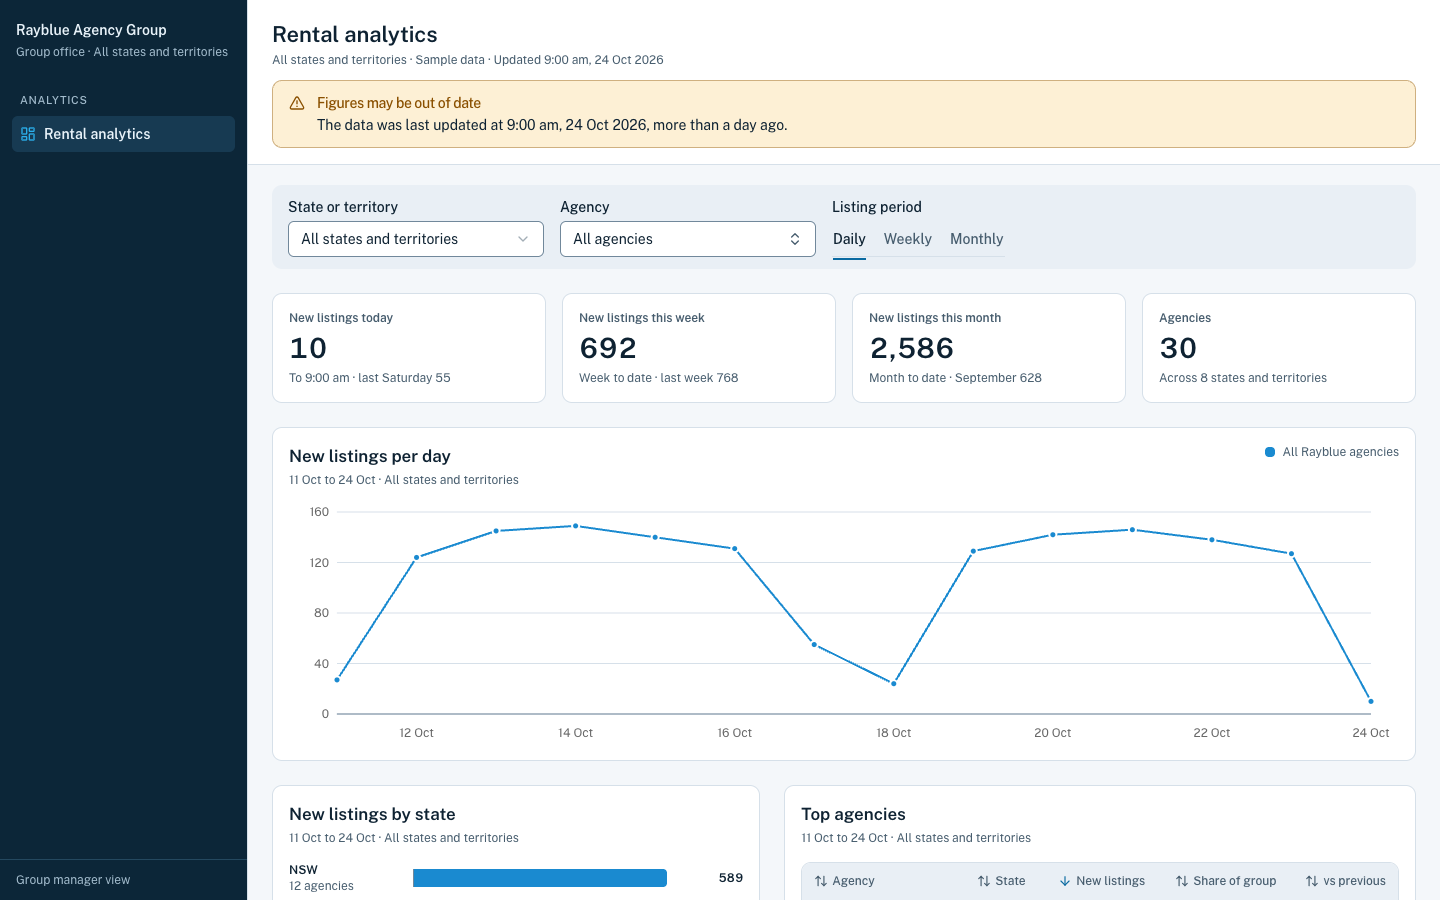 Rayblue Agency Group
Group office · All states and territories
ANALYTICS
Rental analytics
Group manager view
Rental analytics
All states and territories · Sample data · Updated 9:00 am, 24 Oct 2026
Figures may be out of date
The data was last updated at 9:00 am, 24 Oct 2026, more than a day ago.
State or territory
All states and territories
Agency
All agencies
Listing period
Daily Weekly Monthly
New listings today
10
To 9:00 am · last Saturday 55
New listings this week
692
Week to date · last week 768
New listings this month
2,586
Month to date · September 628
Agencies
30
Across 8 states and territories
New listings per day
11 Oct to 24 Oct · All states and territories
All Rayblue agencies
160
120
80
40
0
12 Oct 14 Oct 16 Oct 18 Oct 20 Oct 22 Oct 24 Oct
New listings by state
11 Oct to 24 Oct · All states and territories
NSW
12 agencies
589
Top agencies
11 Oct to 24 Oct · All states and territories
Agency State New listings Share of group vs previous